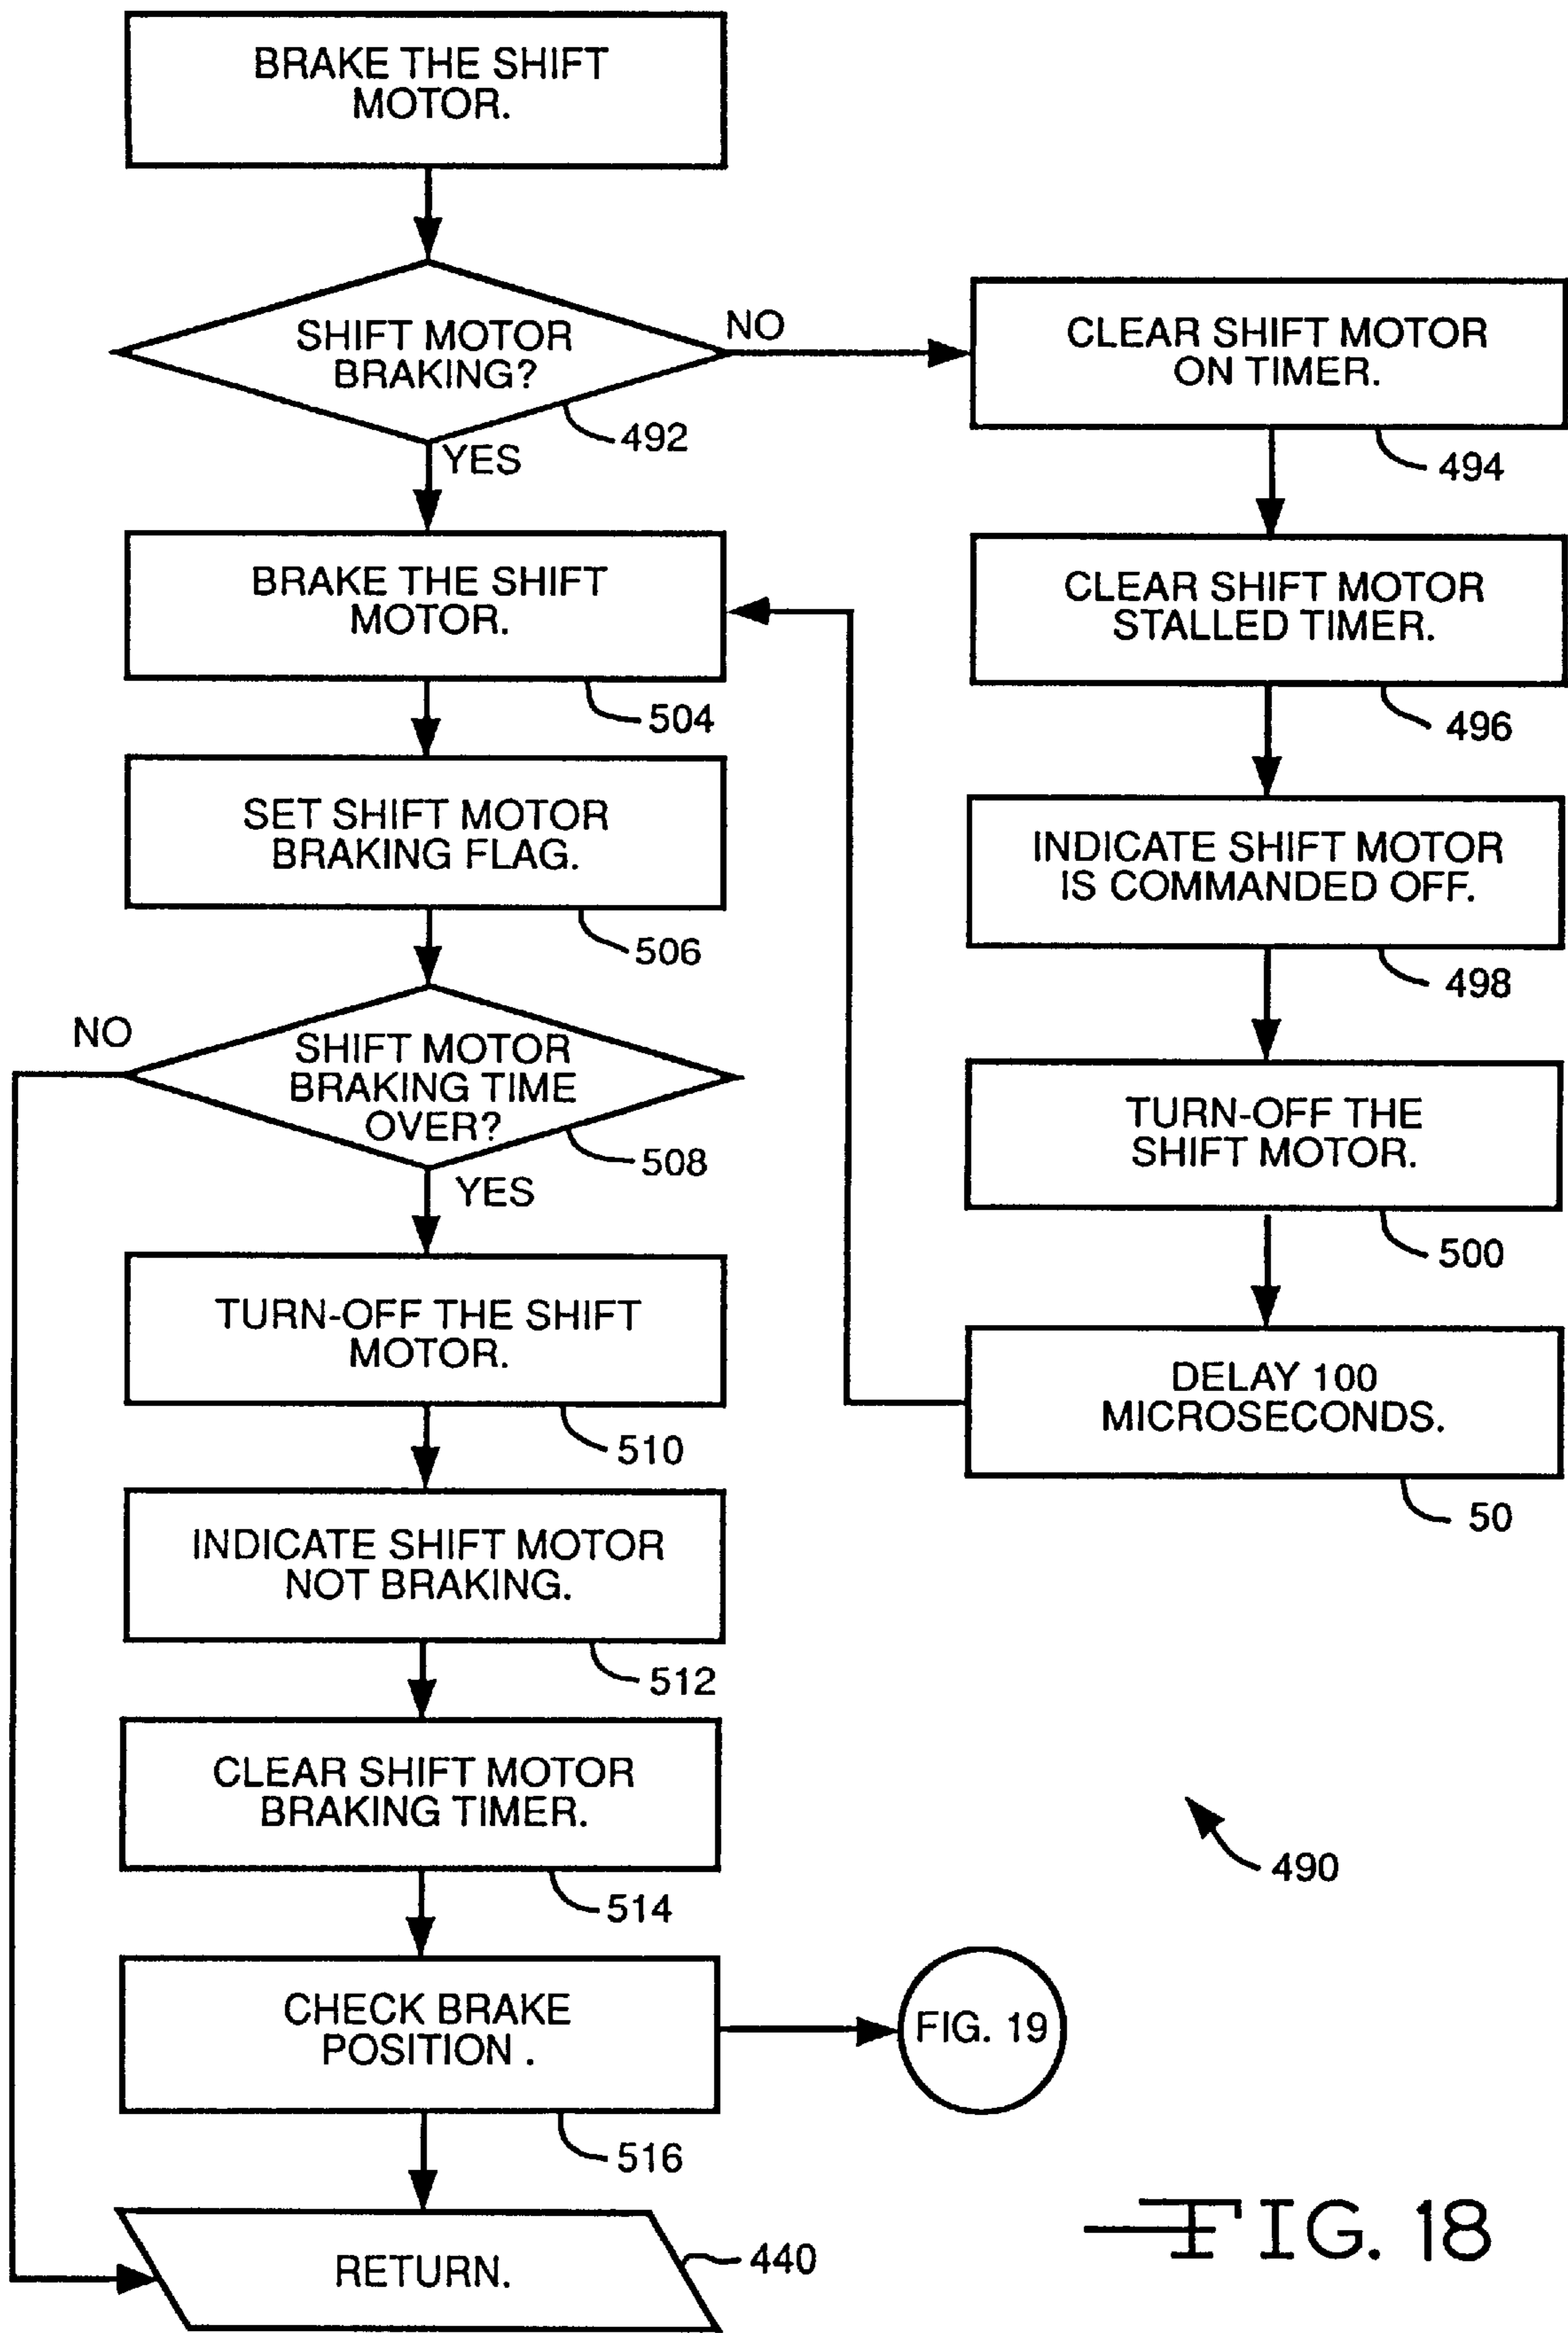 BRAKE THE SHIFT
MOTOR.
SHIFT MOTOR
BRAKING?
492
NO
YES
CLEAR SHIFT MOTOR
ON TIMER.
494
CLEAR SHIFT MOTOR
STALLED TIMER.
496
INDICATE SHIFT MOTOR
IS COMMANDED OFF.
498
TURN-OFF THE
SHIFT MOTOR.
500
DELAY 100
MICROSECONDS.
50
BRAKE THE SHIFT
MOTOR.
504
SET SHIFT MOTOR
BRAKING FLAG.
506
NO
SHIFT MOTOR
BRAKING TIME
OVER?
508
YES
TURN-OFF THE SHIFT
MOTOR.
510
INDICATE SHIFT MOTOR
NOT BRAKING.
512
CLEAR SHIFT MOTOR
BRAKING TIMER.
514
490
CHECK BRAKE
POSITION .
516
FIG. 19
RETURN.
440
FIG. 18